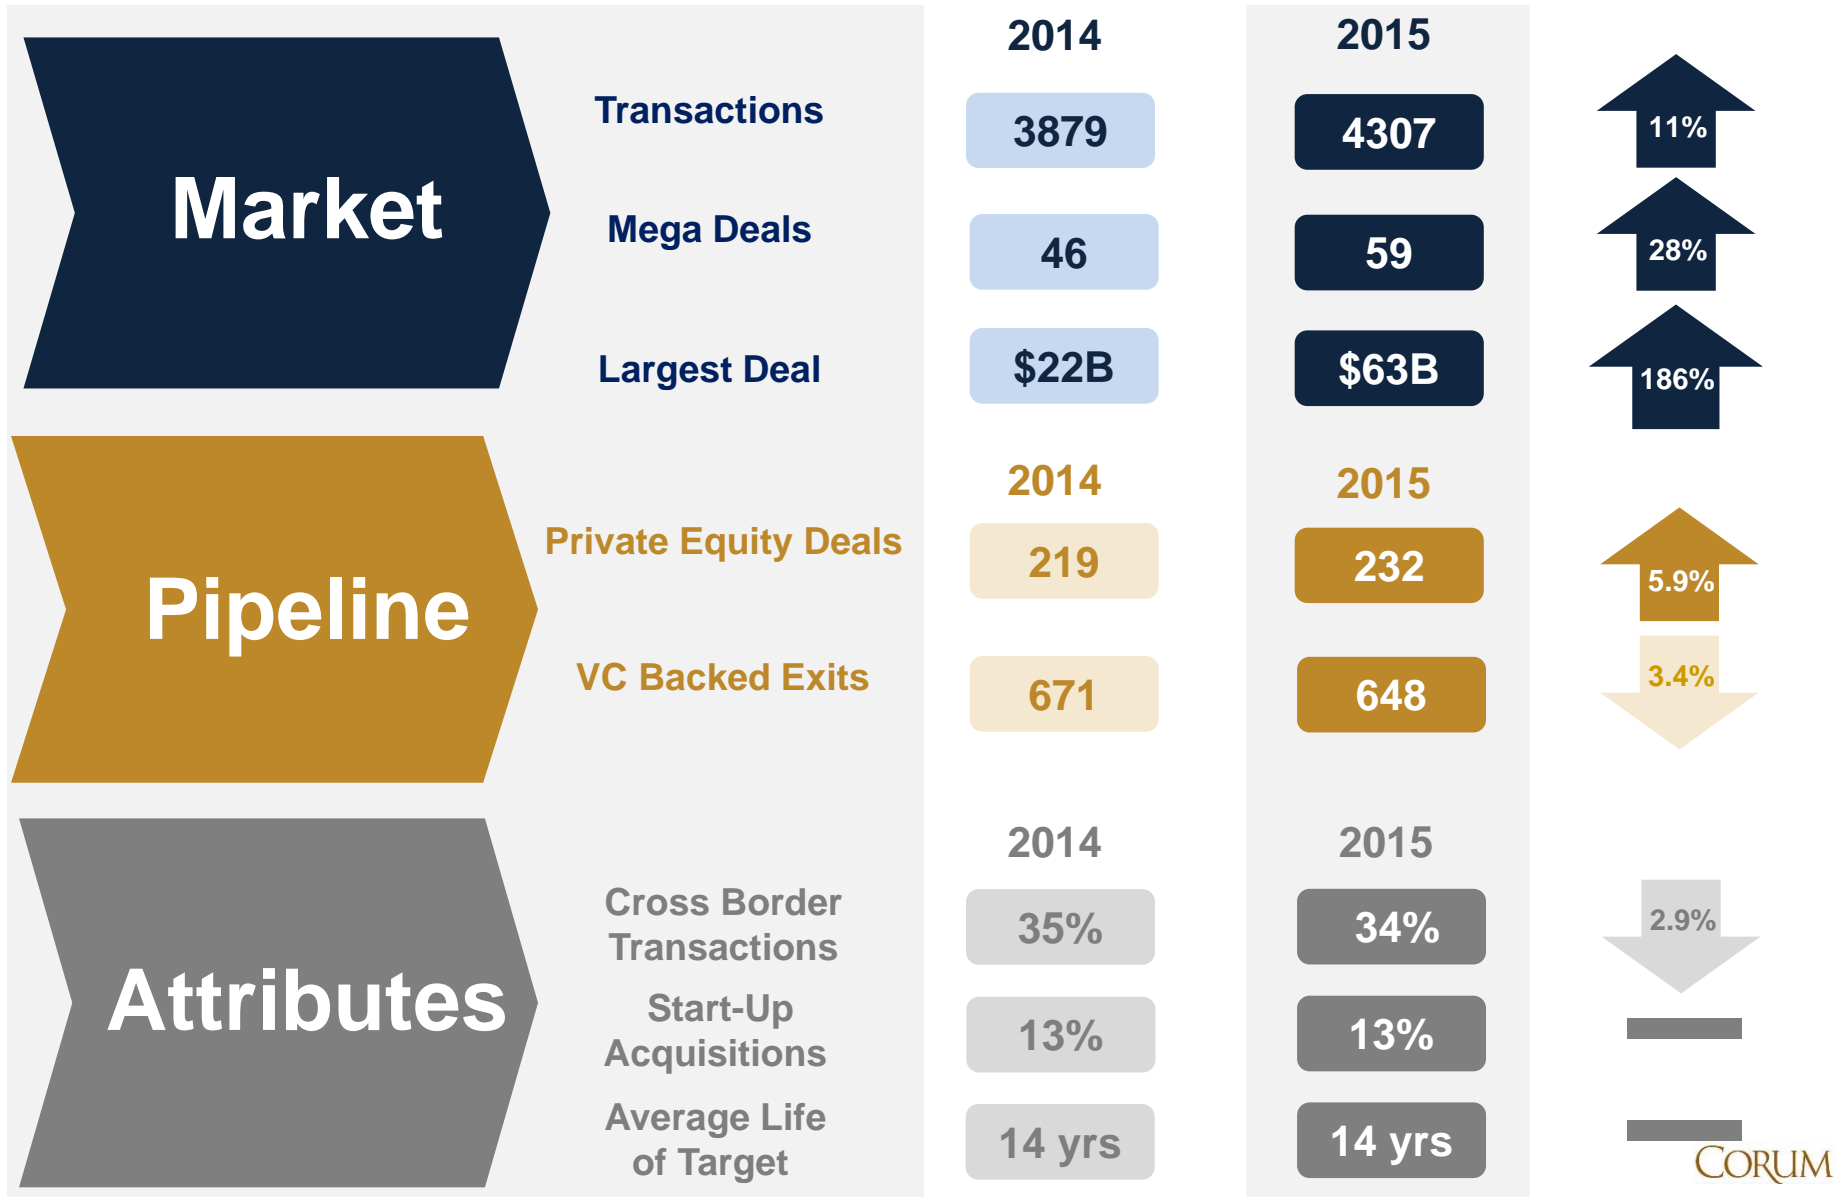 2014
2015
Market
Transactions
3879
4307
11%
Mega Deals
46
59
28%
Largest Deal
$22B
$63B
186%
2014
2015
Pipeline
Private Equity Deals
219
232
5.9%
VC Backed Exits
671
648
3.4%
2014
2015
Attributes
Cross Border
Transactions
35%
34%
2.9%
Start-Up
Acquisitions
13%
13%
Average Life
of Target
14 yrs
14 yrs
CORUM